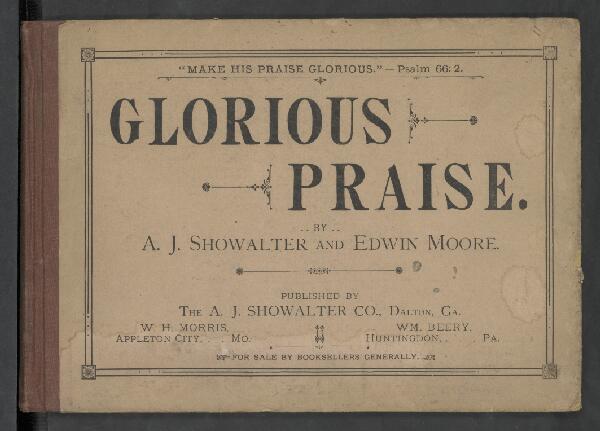 "MAKE HIS PRAISE GLORIOUS."—Psalm 66:2.
GLORIOUS
PRAISE.
.. BY ..
A. J. SHOWALTER AND EDWIN MOORE.
PUBLISHED BY
THE A. J. SHOWALTER CO., DALTON, GA.
W. H. MORRIS, WM. BEERY,
APPLETON CITY, . . MO. HUNTINGDON, . . PA.
FOR SALE BY BOOKSELLERS GENERALLY.